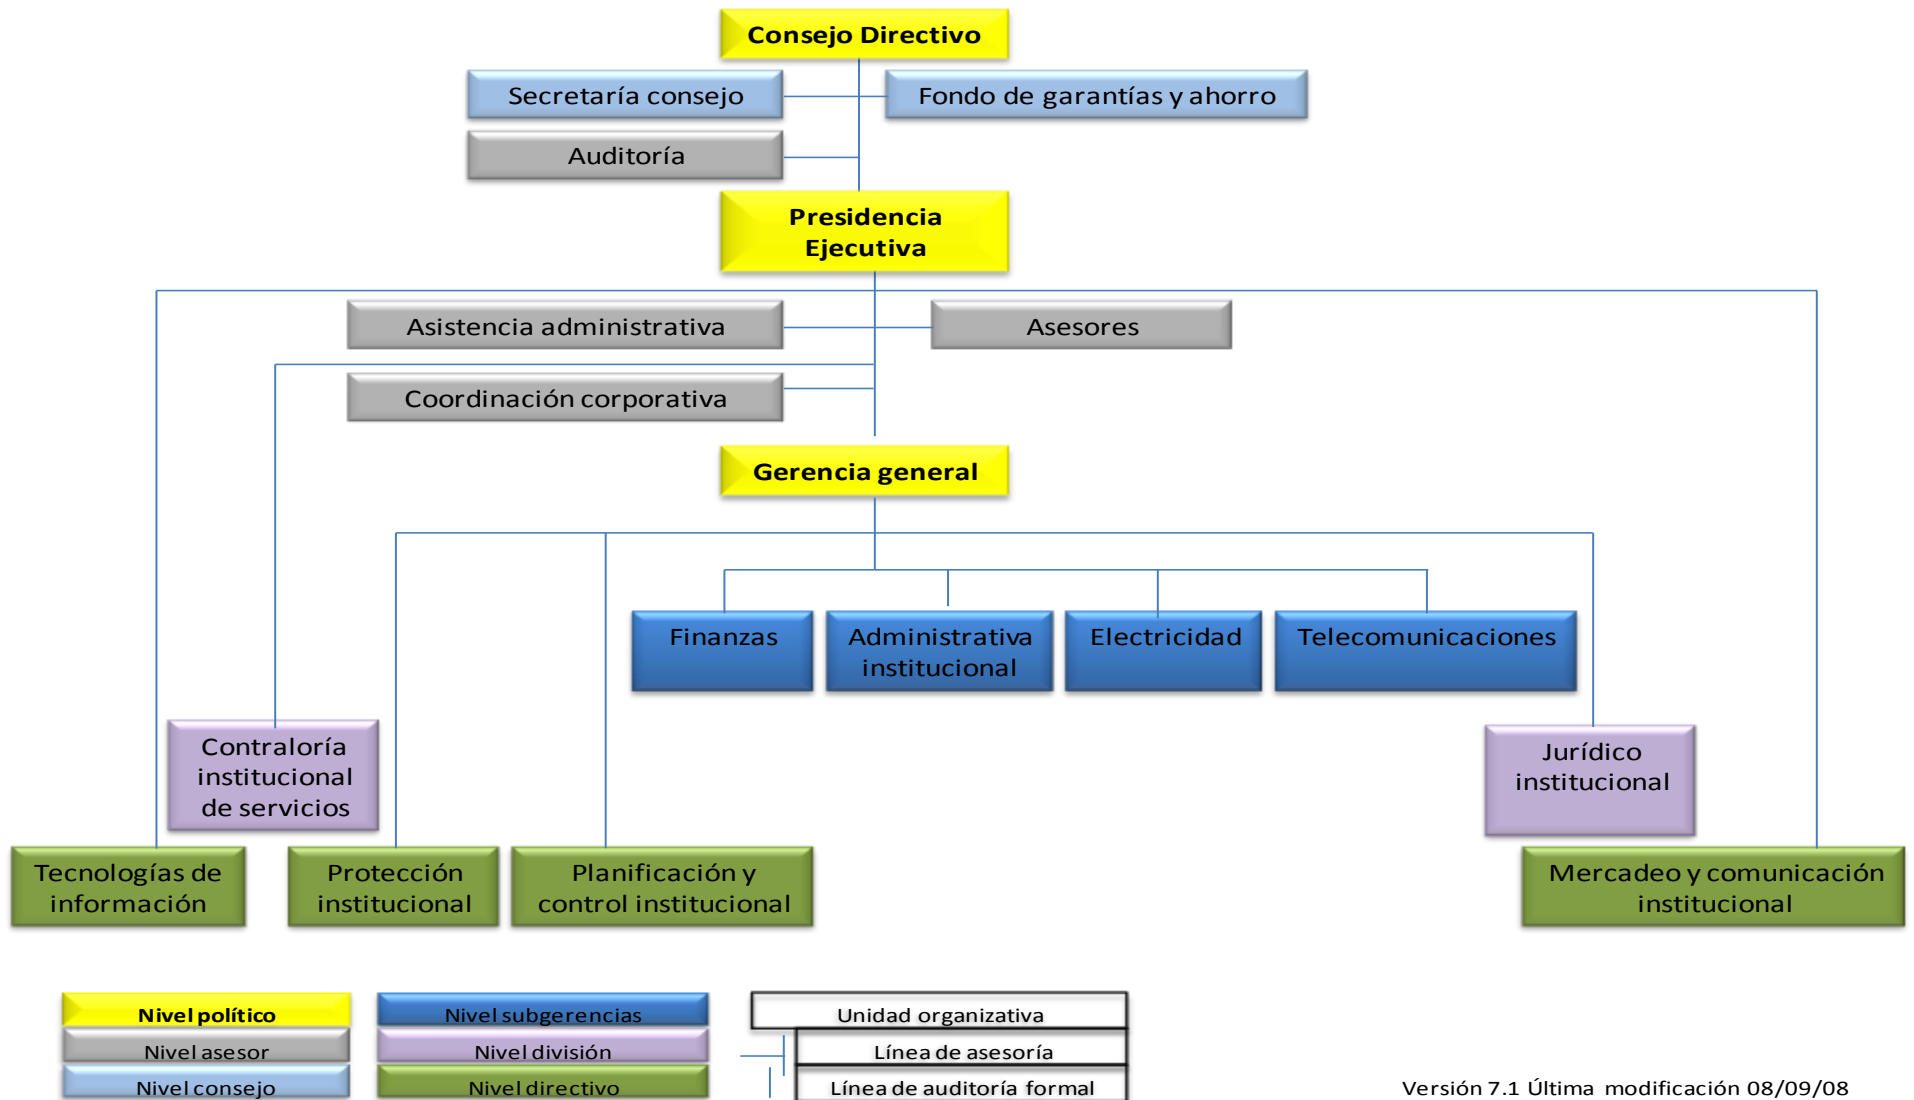 Consejo Directivo
Secretaría consejo
Fondo de garantías y ahorro
Auditoría
Presidencia
Ejecutiva
Asistencia administrativa
Asesores
Coordinación corporativa
Gerencia general
Finanzas
Administrativa
institucional
Electricidad
Telecomunicaciones
Contraloría
institucional
de servicios
Jurídico
institucional
Tecnologías de
información
Protección
institucional
Planificación y
control institucional
Mercadeo y comunicación
institucional
Nivel político
Nivel asesor
Nivel consejo
Nivel subgerencias
Nivel división
Nivel directivo
Unidad organizativa
Línea de asesoría
Línea de auditoría formal
Versión 7.1 Última modificación 08/09/08